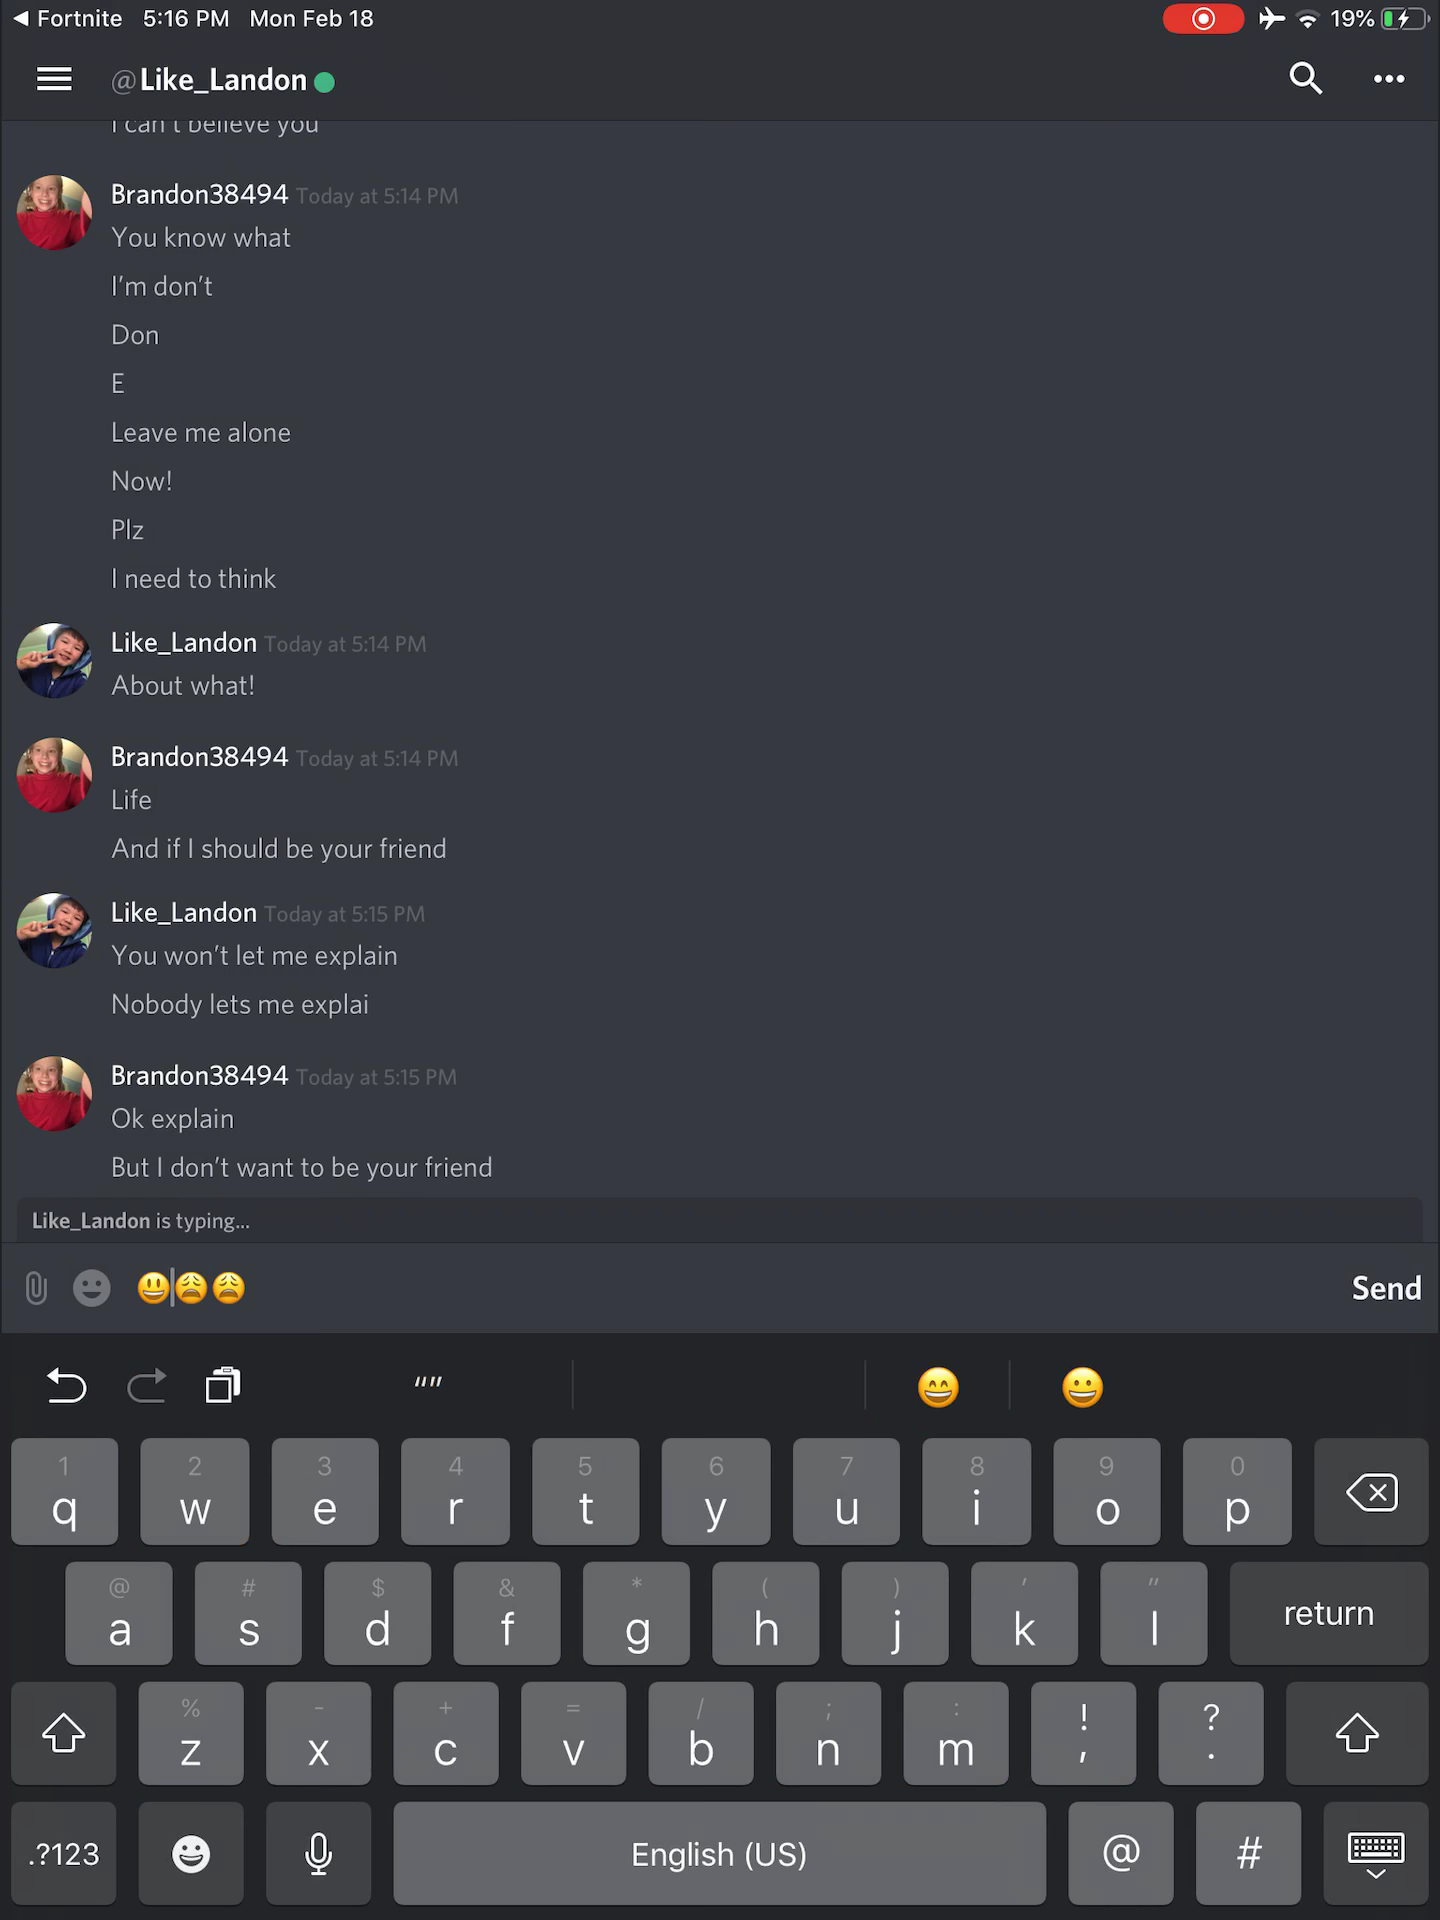 ◀ Fortnite 5:16 PM Mon Feb 18 19%
@Like_Landon
I can't believe you
Brandon38494 Today at 5:14 PM
You know what
I'm don't
Don
E
Leave me alone
Now!
Plz
I need to think
Like_Landon Today at 5:14 PM
About what!
Brandon38494 Today at 5:14 PM
Life
And if I should be your friend
Like_Landon Today at 5:15 PM
You won't let me explain
Nobody lets me explai
Brandon38494 Today at 5:15 PM
Ok explain
But I don't want to be your friend
Like_Landon is typing...
😃😩😩 Send
"" 😄 😀
1 2 3 4 5 6 7 8 9 0
q w e r t y u i o p
@ # $ & * ( ) ' "
a s d f g h j k l return
% - + = / ; : ! ?
z x c v b n m , .
.?123 English (US) @ #